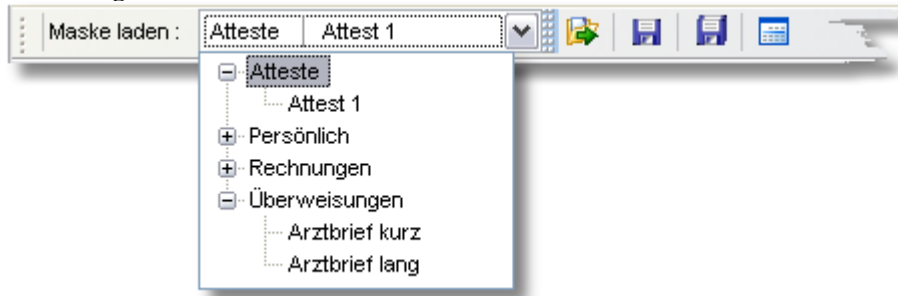 Maske laden : Atteste Attest 1
Atteste
Attest 1
Persönlich
Rechnungen
Überweisungen
Arztbrief kurz
Arztbrief lang